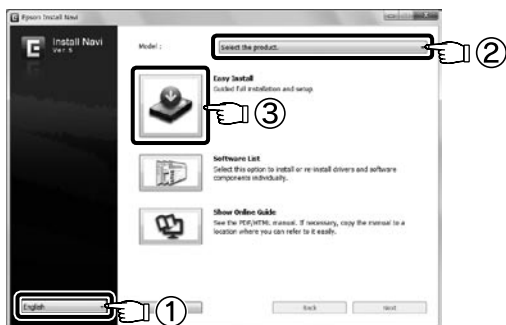 Epson Install Navi
Install Navi
Ver.5
Model :
Select the product.
②
Easy Install
Guided full installation and setup
③
Software List
Select this option to install or re-install drivers and software
components individually.
Show Online Guide
See the PDF/HTML manual. If necessary, copy the manual to a
location where you can refer to it easily.
English
①
Back
Next